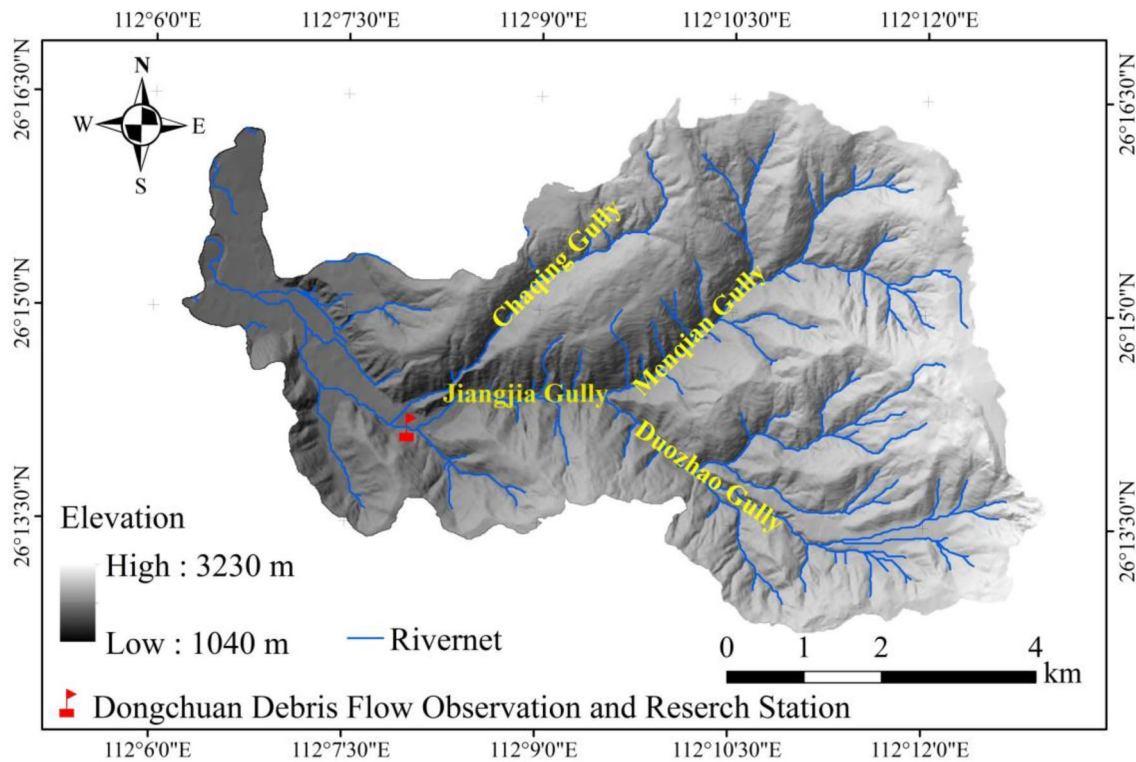 112°6'0"E 112°7'30"E 112°9'0"E 112°10'30"E 112°12'0"E
26°16'30"N
26°16'30"N
N
W E
S
Chaqing Gully
26°15'0"N
Menqian Gully
26°15'0"N
Jiangjia Gully
Duozhao Gully
26°13'30"N
26°13'30"N
Elevation
High : 3230 m
Low : 1040 m
Rivernet
0 1 2 4
km
Dongchuan Debris Flow Observation and Reserch Station
112°6'0"E 112°7'30"E 112°9'0"E 112°10'30"E 112°12'0"E